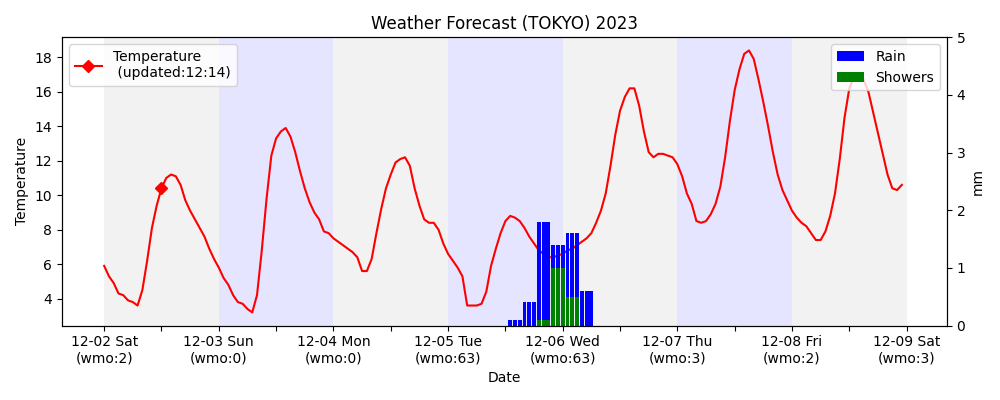 Weather Forecast (TOKYO) 2023
Temperature
(updated:12:14)
Rain
Showers
Temperature
18
16
14
12
10
8
6
4
5
4
3
2
1
0
mm
12-02 Sat
(wmo:2)
12-03 Sun
(wmo:0)
12-04 Mon
(wmo:0)
12-05 Tue
(wmo:63)
12-06 Wed
(wmo:63)
12-07 Thu
(wmo:3)
12-08 Fri
(wmo:2)
12-09 Sat
(wmo:3)
Date